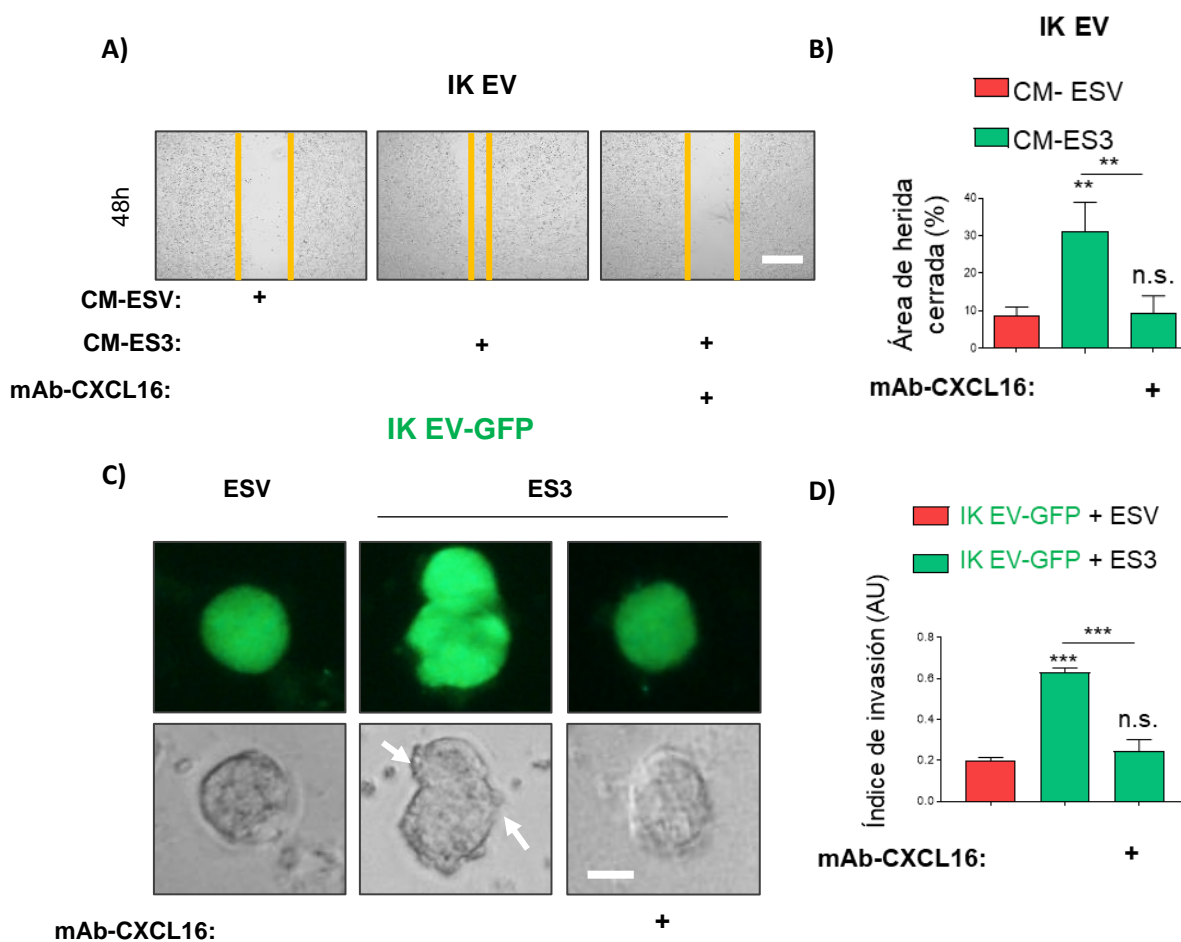 A)
IK EV
48h
CM-ESV:
+
CM-ES3:
+
+
mAb-CXCL16:
+
B)
IK EV
CM- ESV
CM-ES3
**
**
n.s.
Área de herida
cerrada (%)
40
30
20
10
0
mAb-CXCL16:
+
IK EV-GFP
C)
ESV
ES3
mAb-CXCL16:
+
D)
IK EV-GFP + ESV
IK EV-GFP + ES3
Índice de invasión (AU)
0.8
0.6
0.4
0.2
0.0
***
***
n.s.
mAb-CXCL16:
+